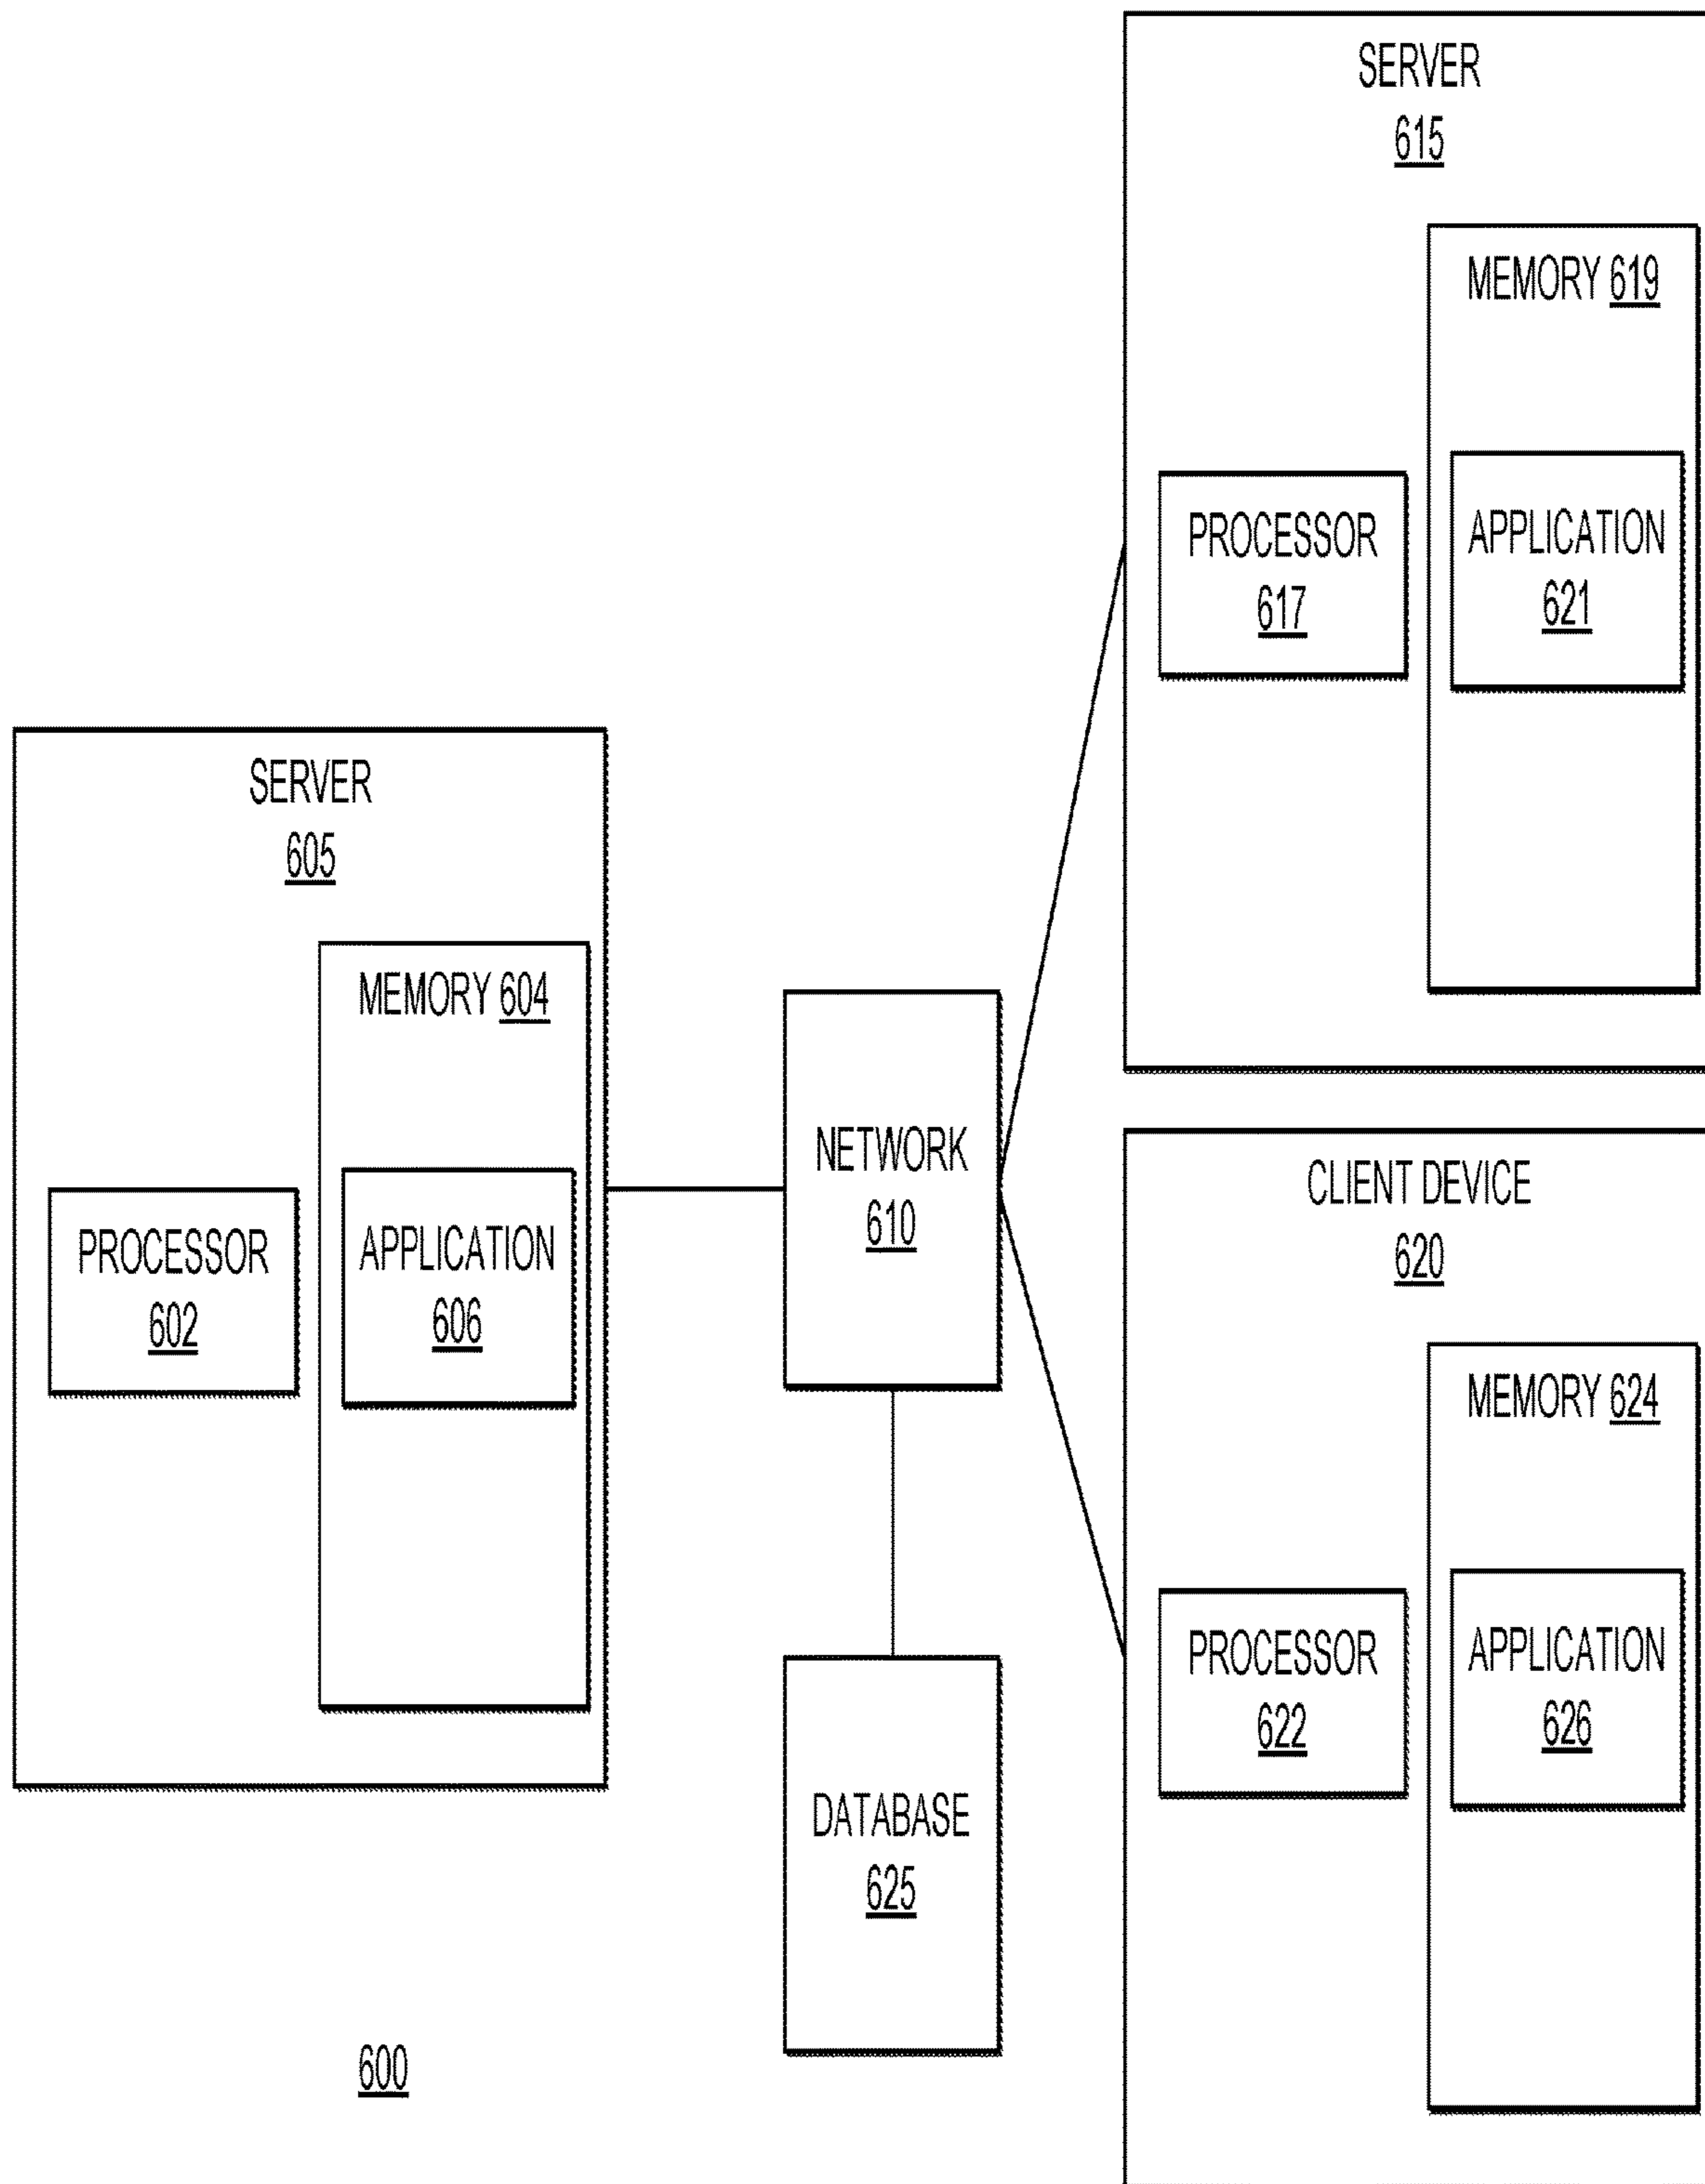 SERVER
615
MEMORY 619
PROCESSOR
617
APPLICATION
621
SERVER
605
MEMORY 604
PROCESSOR
602
APPLICATION
606
NETWORK
610
CLIENT DEVICE
620
MEMORY 624
PROCESSOR
622
APPLICATION
626
DATABASE
625
600